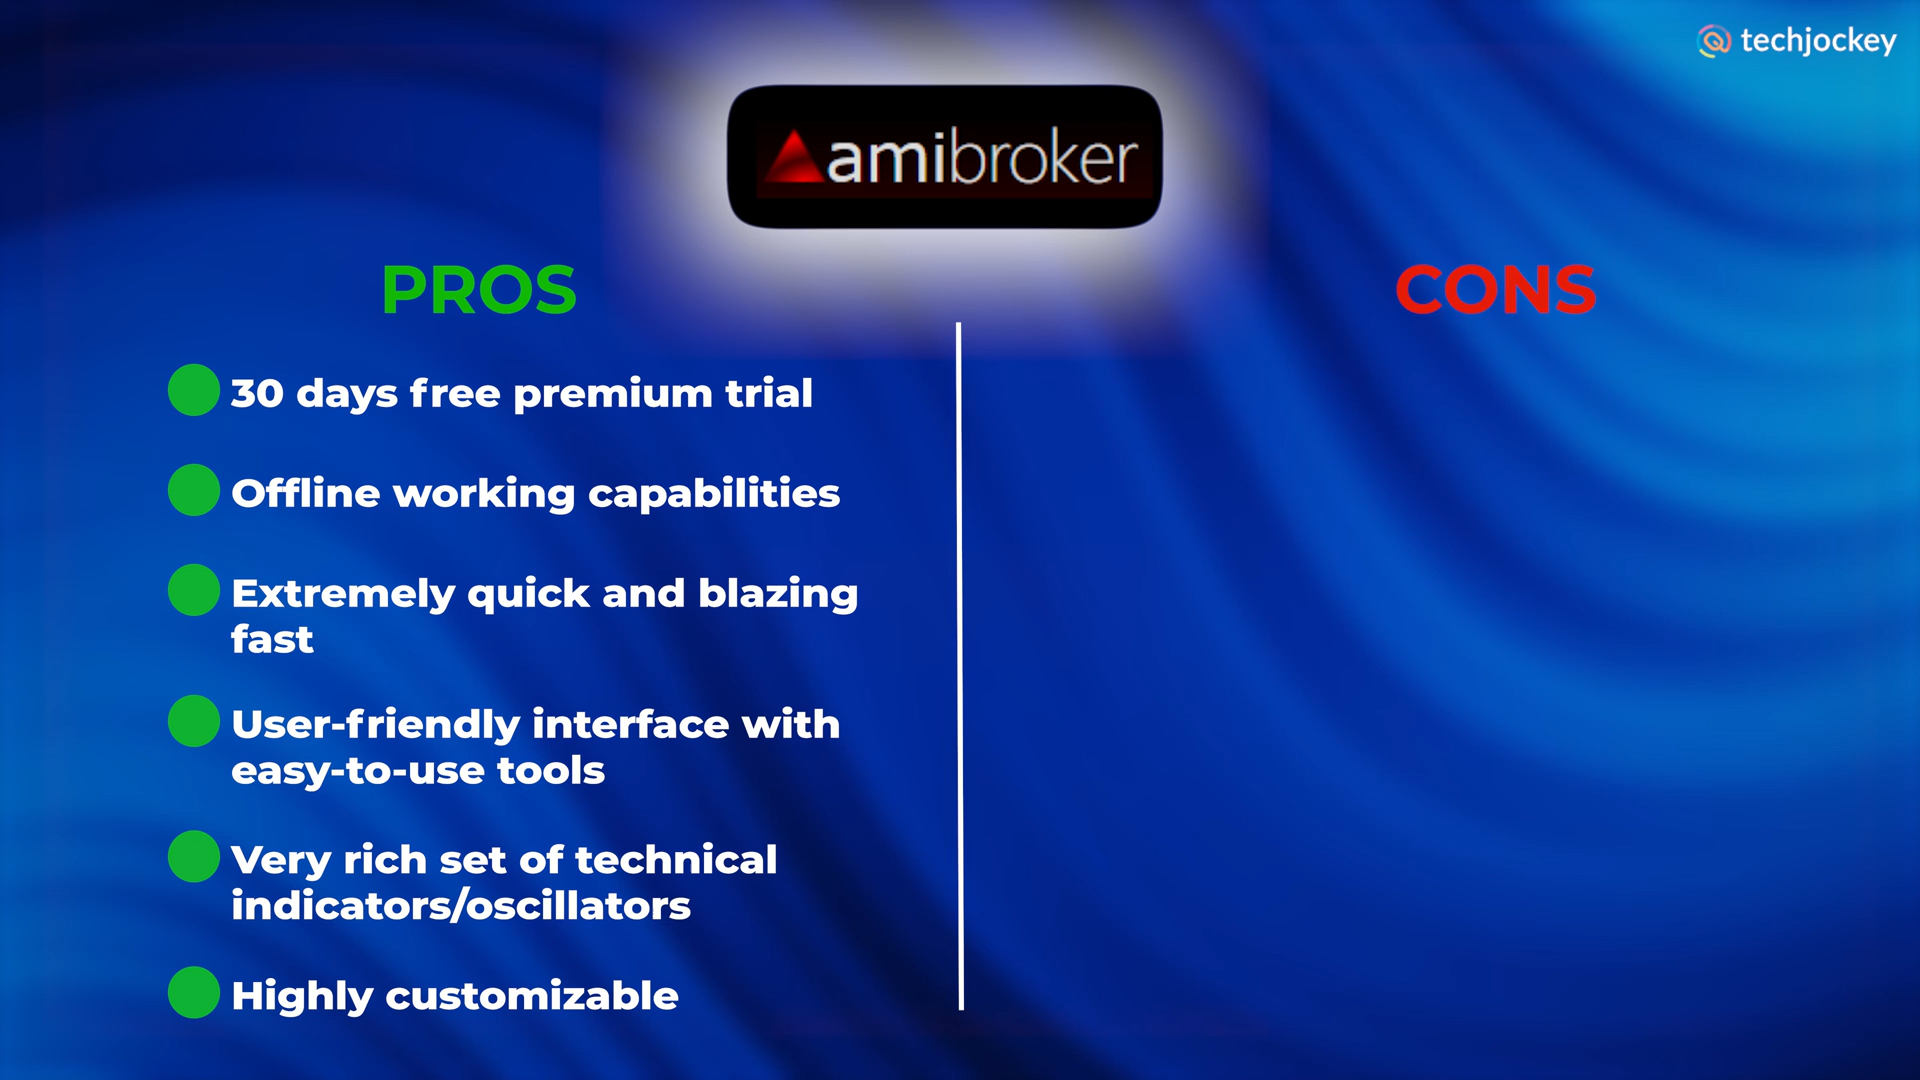 techjockey
amibroker
PROS
CONS
30 days free premium trial
Offline working capabilities
Extremely quick and blazing
fast
User-friendly interface with
easy-to-use tools
Very rich set of technical
indicators/oscillators
Highly customizable